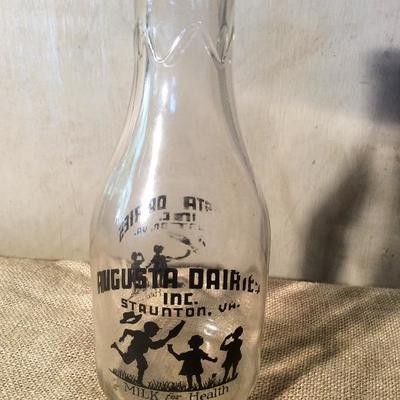 AUGUSTA DAIRIES
INC.
STAUNTON, VA.
MILK for Health